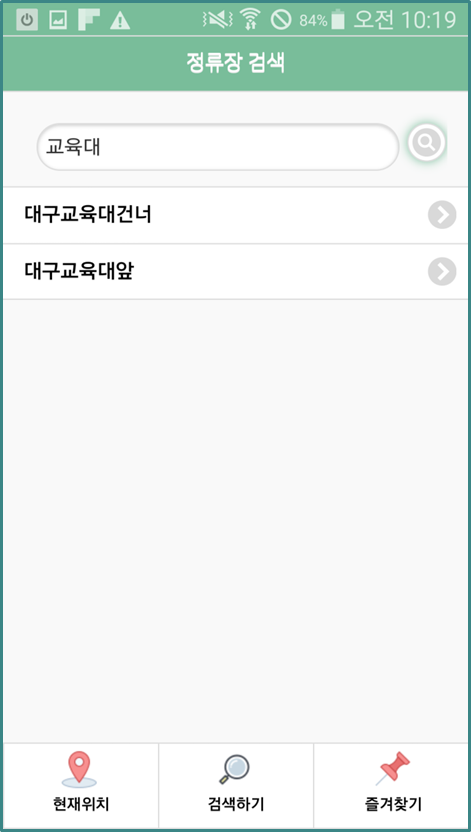 84% 오전 10:19
정류장 검색
교육대
대구교육대건너
대구교육대앞
현재위치 검색하기 즐겨찾기